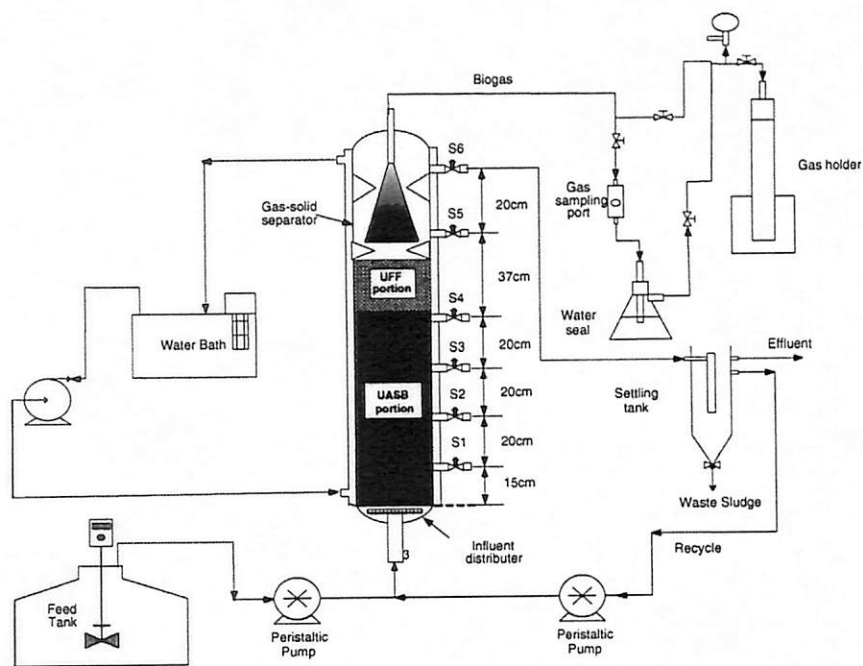 Biogas
S6
Gas-solid
separator
20cm
Gas
sampling
port
Gas holder
S5
37cm
UFF
portion
S4
Water
seal
Water Bath
20cm
Effluent
S3
20cm
Settling
tank
UASB
portion
S2
20cm
S1
15cm
Waste Sludge
3
Influent
distributer
Recycle
Feed
Tank
Peristaltic
Pump
Peristaltic
Pump